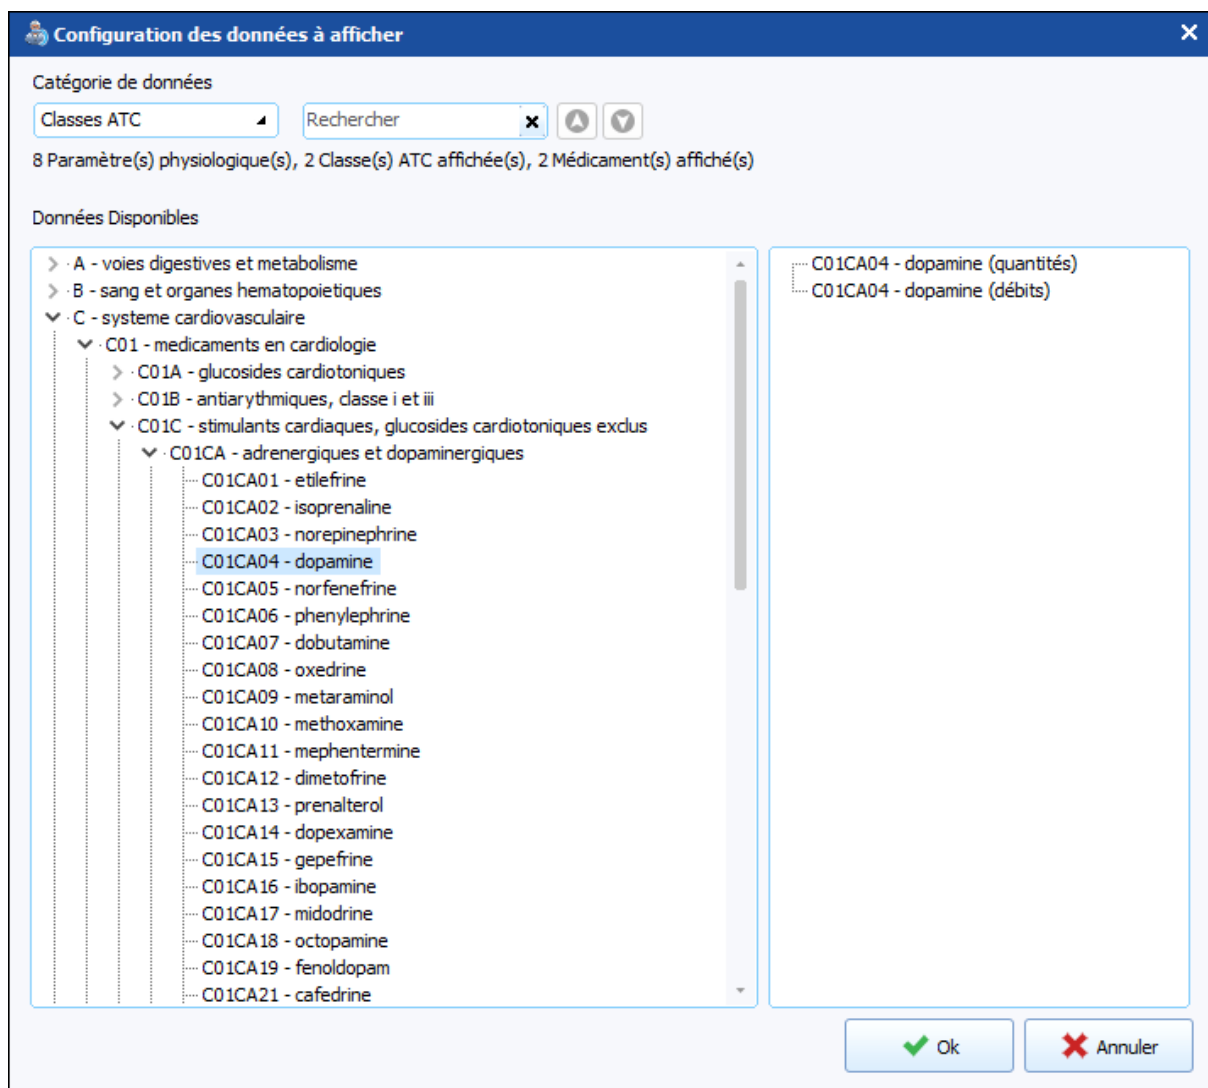 Configuration des données à afficher
Catégorie de données
Classes ATC
Rechercher
8 Paramètre(s) physiologique(s), 2 Classe(s) ATC affichée(s), 2 Médicament(s) affiché(s)
Données Disponibles
A - voies digestives et metabolisme
B - sang et organes hematopoietiques
C - systeme cardiovasculaire
C01 - medicaments en cardiologie
C01A - glucosides cardiotoniques
C01B - antiarythmiques, classe i et iii
C01C - stimulants cardiaques, glucosides cardiotoniques exclus
C01CA - adrenergiques et dopaminergiques
C01CA01 - etilefrine
C01CA02 - isoprenaline
C01CA03 - norepinephrine
C01CA04 - dopamine
C01CA05 - norfenefrine
C01CA06 - phenylephrine
C01CA07 - dobutamine
C01CA08 - oxedrine
C01CA09 - metaraminol
C01CA10 - methoxamine
C01CA11 - mephentermine
C01CA12 - dimetofrine
C01CA13 - prenalterol
C01CA14 - dopexamine
C01CA15 - gepefrine
C01CA16 - ibopamine
C01CA17 - midodrine
C01CA18 - octopamine
C01CA19 - fenoldopam
C01CA21 - cafedrine
C01CA04 - dopamine (quantités)
C01CA04 - dopamine (débits)
Ok
Annuler